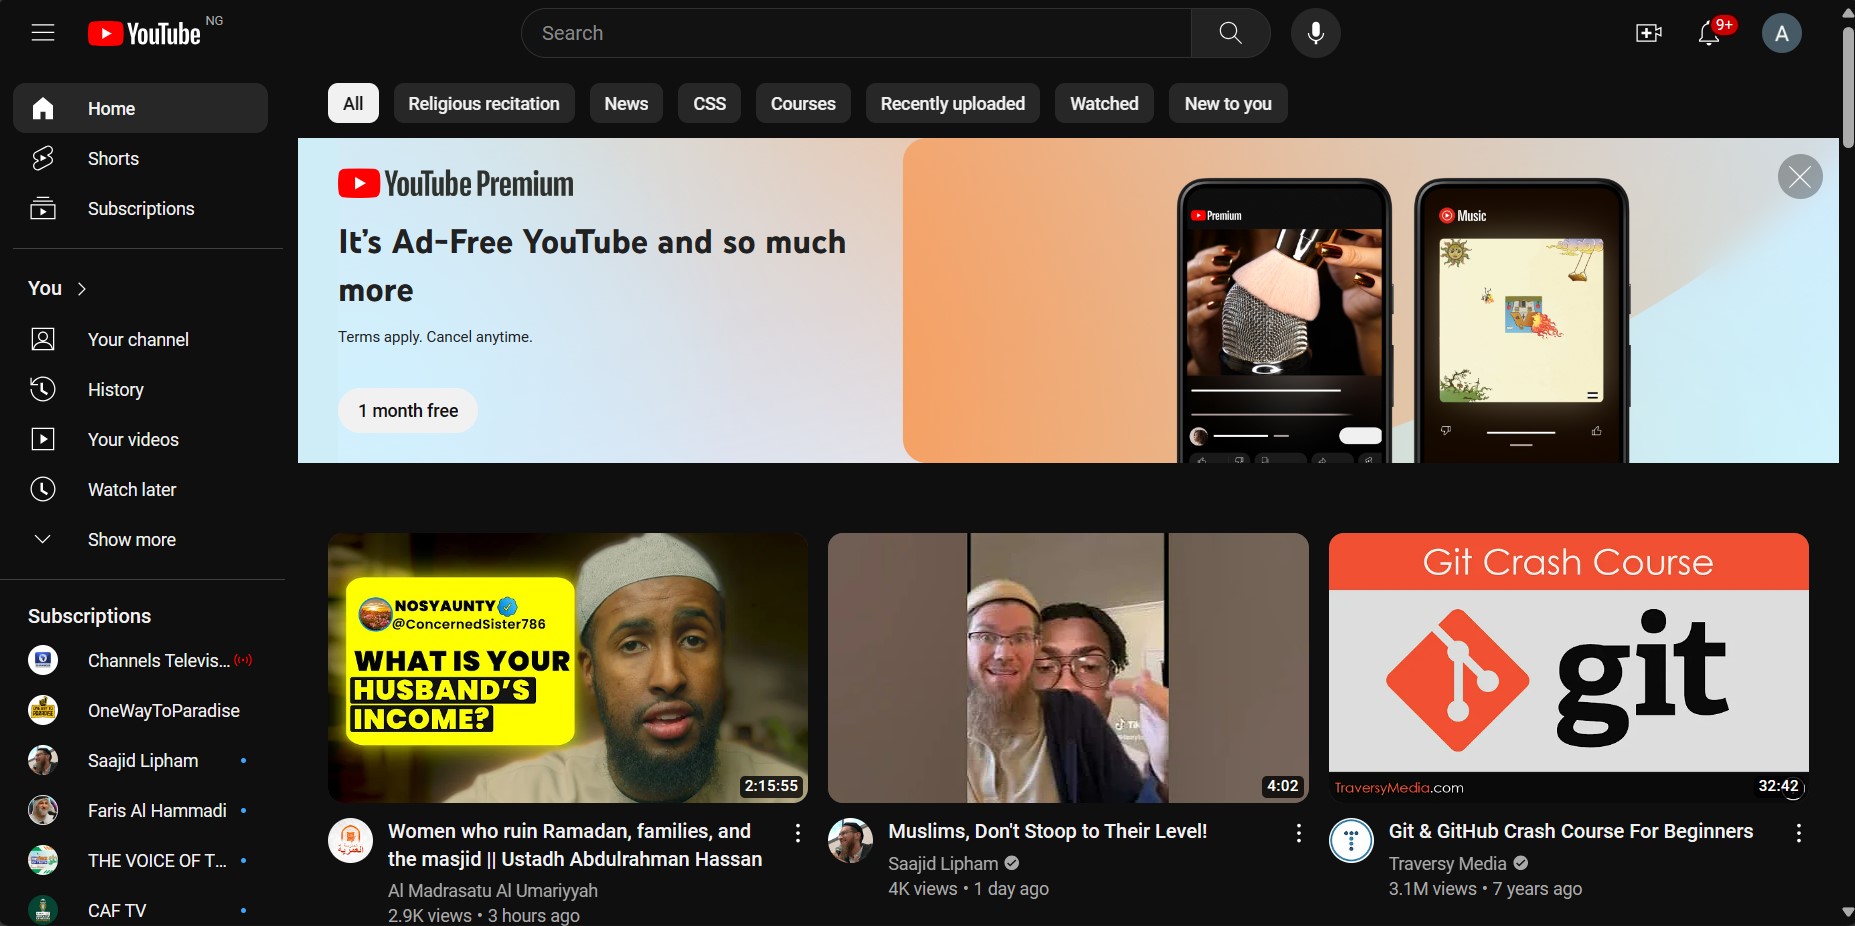 YouTube NG
Search
9+
A
Home
Shorts
Subscriptions
You
Your channel
History
Your videos
Watch later
Show more
Subscriptions
Channels Televis...
OneWayToParadise
Saajid Lipham
Faris Al Hammadi
THE VOICE OF T...
CAF TV
All
Religious recitation
News
CSS
Courses
Recently uploaded
Watched
New to you
YouTube Premium
It's Ad-Free YouTube and so much
more
Terms apply. Cancel anytime.
1 month free
Premium
Music
NOSYAUNTY
@ConcernedSister786
WHAT IS YOUR
HUSBAND'S
INCOME?
2:15:55
Women who ruin Ramadan, families, and
the masjid || Ustadh Abdulrahman Hassan
Al Madrasatu Al Umariyyah
2.9K views • 3 hours ago
4:02
Muslims, Don't Stoop to Their Level!
Saajid Lipham
4K views • 1 day ago
Git Crash Course
git
TraversyMedia.com
32:42
Git & GitHub Crash Course For Beginners
Traversy Media
3.1M views • 7 years ago